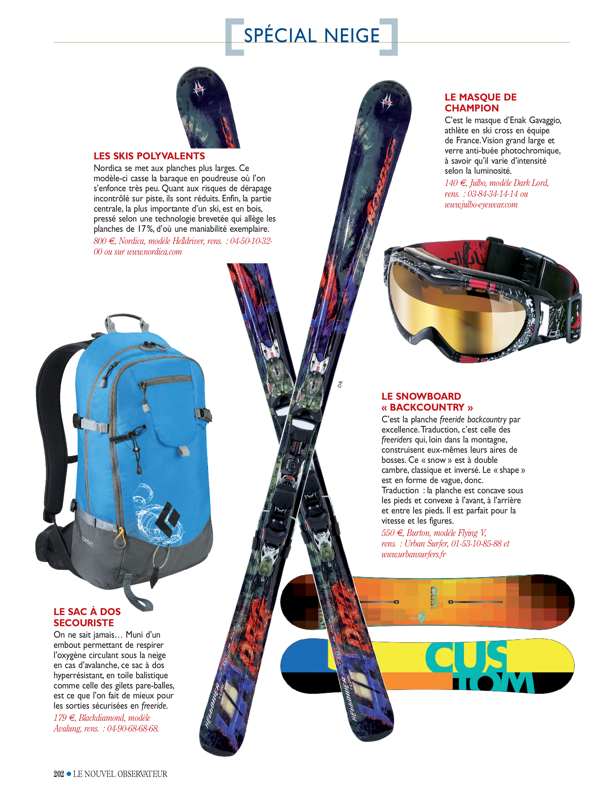 SPÉCIAL NEIGE
LES SKIS POLYVALENTS
Nordica se met aux planches plus larges. Ce
modèle-ci casse la baraque en poudreuse où l'on
s'enfonce très peu. Quant aux risques de dérapage
incontrôlé sur piste, ils sont réduits. Enfin, la partie
centrale, la plus importante d'un ski, est en bois,
pressé selon une technologie brevetée qui allège les
planches de 17 %, d'où une maniabilité exemplaire.
800 €, Nordica, modèle Helldriver, rens. : 04-50-10-32-
00 ou sur www.nordica.com
LE MASQUE DE
CHAMPION
C'est le masque d'Enak Gavaggio,
athlète en ski cross en équipe
de France. Vision grand large et
verre anti-buée photochromique,
à savoir qu'il varie d'intensité
selon la luminosité.
140 €, Julbo, modèle Dark Lord,
rens. : 03-84-34-14-14 ou
www.julbo-eyewear.com
NORDICA
LE SNOWBOARD
« BACKCOUNTRY »
C'est la planche freeride backcountry par
excellence. Traduction, c'est celle des
freeriders qui, loin dans la montagne,
construisent eux-mêmes leurs aires de
bosses. Ce « snow » est à double
cambre, classique et inversé. Le « shape »
est en forme de vague, donc.
Traduction : la planche est concave sous
les pieds et convexe à l'avant, à l'arrière
et entre les pieds. Il est parfait pour la
vitesse et les figures.
550 €, Burton, modèle Flying V,
rens. : Urban Surfer, 01-53-10-85-88 et
www.urbansurfers.fr
CUS
TOM
LE SAC À DOS
SECOURISTE
On ne sait jamais… Muni d'un
embout permettant de respirer
l'oxygène circulant sous la neige
en cas d'avalanche, ce sac à dos
hyperrésistant, en toile balistique
comme celle des gilets pare-balles,
est ce que l'on fait de mieux pour
les sorties sécurisées en freeride.
179 €, Blackdiamond, modèle
Avalung, rens. : 04-90-68-68-68.
202 ● LE NOUVEL OBSERVATEUR